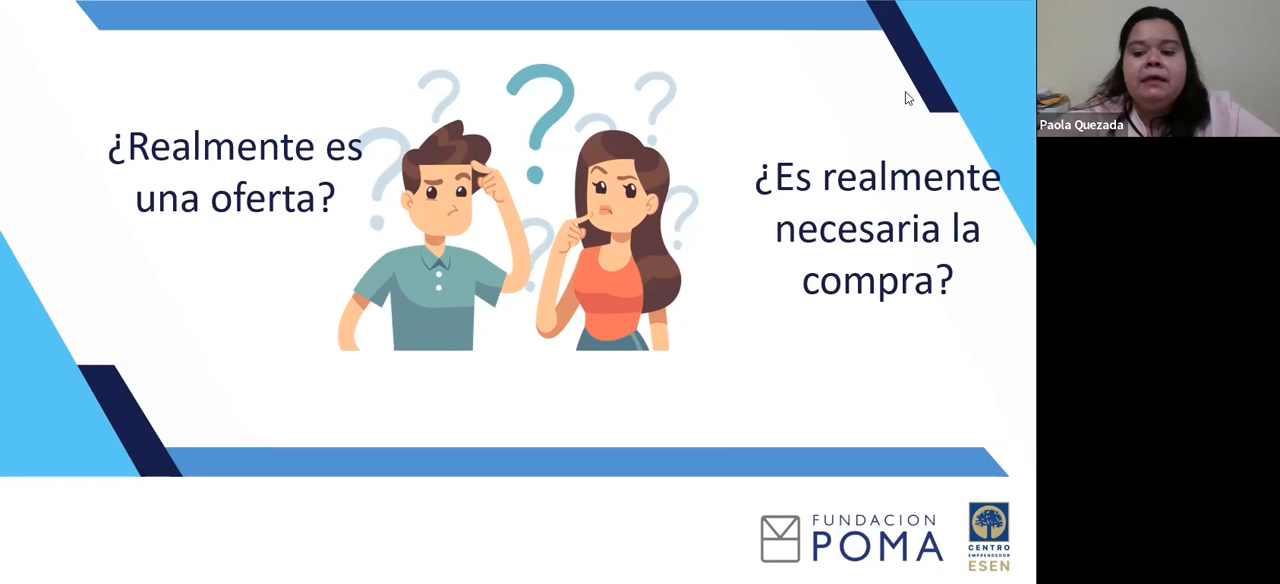 ¿Realmente es
una oferta?
¿Es realmente
necesaria la
compra?
Paola Quezada
FUNDACIÓN
POMA
CENTRO
EMPRENDEDOR
ESEN